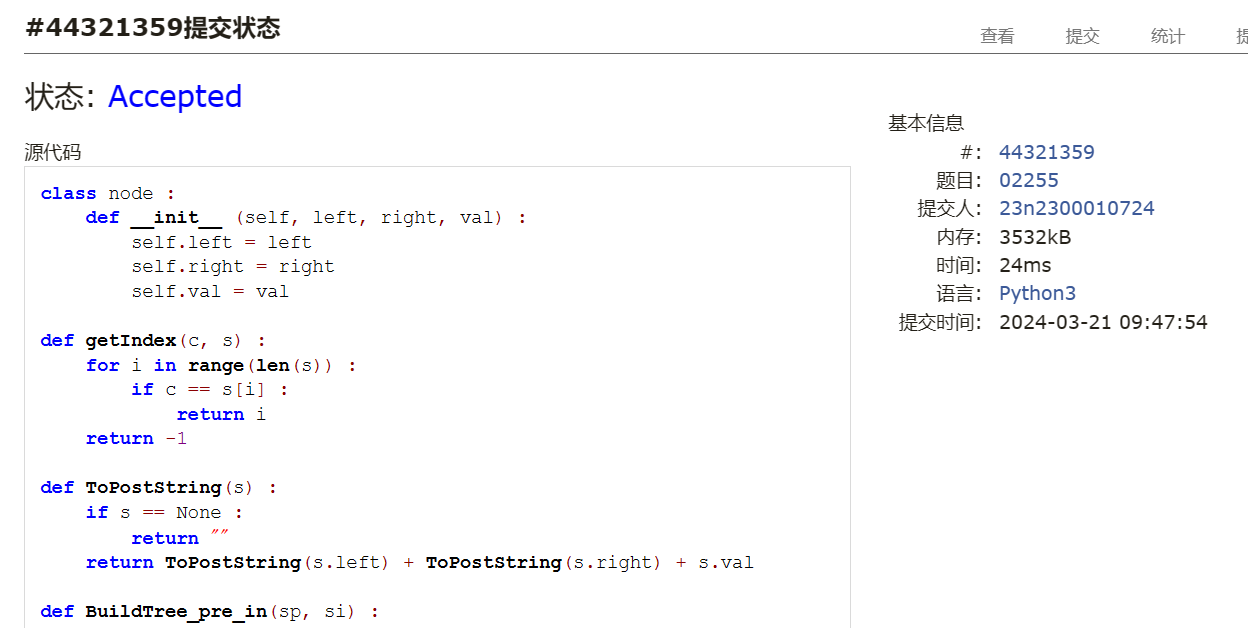 #44321359提交状态
查看 提交 统计
状态: Accepted
源代码
class node :
    def __init__ (self, left, right, val) :
        self.left = left
        self.right = right
        self.val = val
def getIndex(c, s) :
    for i in range(len(s)) :
        if c == s[i] :
            return i
    return -1
def ToPostString(s) :
    if s == None :
        return ""
    return ToPostString(s.left) + ToPostString(s.right) + s.val
def BuildTree_pre_in(sp, si) :
基本信息
#: 44321359
题目: 02255
提交人: 23n2300010724
内存: 3532kB
时间: 24ms
语言: Python3
提交时间: 2024-03-21 09:47:54